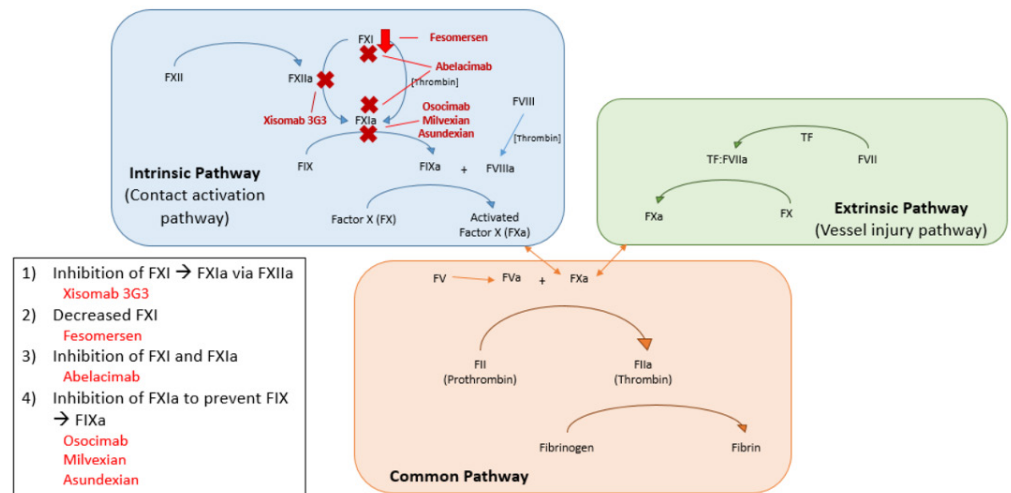 FXI
Fesomersen
FXII
FXIIa
Abelacimab
[Thrombin]
Xisomab 3G3
FXIa
Osocimab
Milvexian
Asundexian
FVIII
[Thrombin]
FIX
FIXa
+
FVIIIa
Intrinsic Pathway
(Contact activation
pathway)
Factor X (FX)
Activated
Factor X (FXa)
TF
TF:FVIIa
FVII
FXa
FX
Extrinsic Pathway
(Vessel injury pathway)
1) Inhibition of FXI → FXIa via FXIIa
Xisomab 3G3
2) Decreased FXI
Fesomersen
3) Inhibition of FXI and FXIa
Abelacimab
4) Inhibition of FXIa to prevent FIX
→ FIXa
Osocimab
Milvexian
Asundexian
FV
FVa
+
FXa
FII
(Prothrombin)
FIIa
(Thrombin)
Fibrinogen
Fibrin
Common Pathway